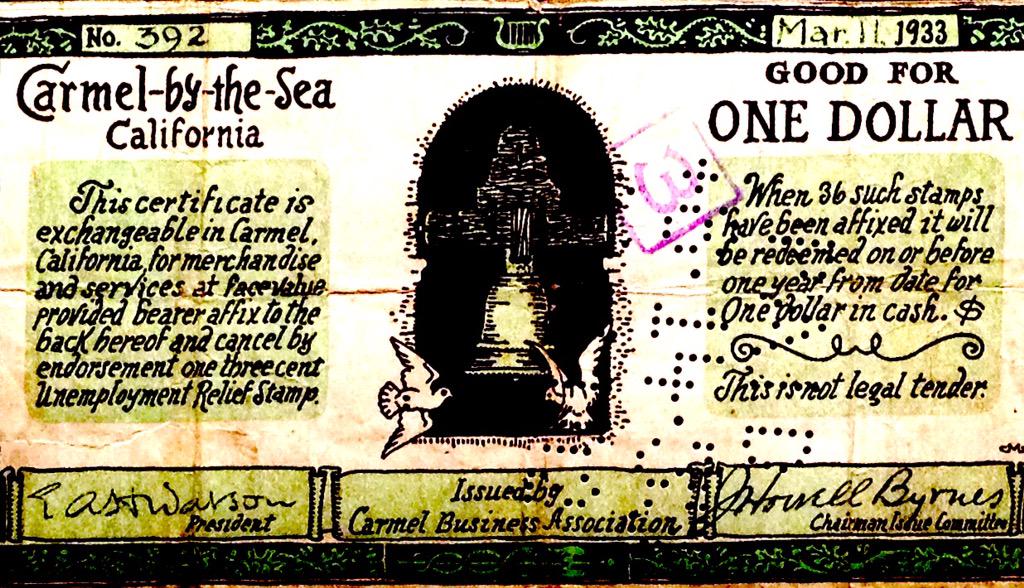 No. 392
Mar. 11, 1933
Carmel-by-the-Sea
California
GOOD FOR
ONE DOLLAR
3
This certificate is
exchangeable in Carmel,
California, for merchandise
and services at face value
provided bearer affix to the
back hereof and cancel by
endorsement one three cent
Unemployment Relief Stamp.
When 36 such stamps
have been affixed it will
be redeemed on or before
one year from date for
One Dollar in cash. $
This is not legal tender.
President
Issued by
Carmel Business Association
Byrnes
Chairman Issue Committee